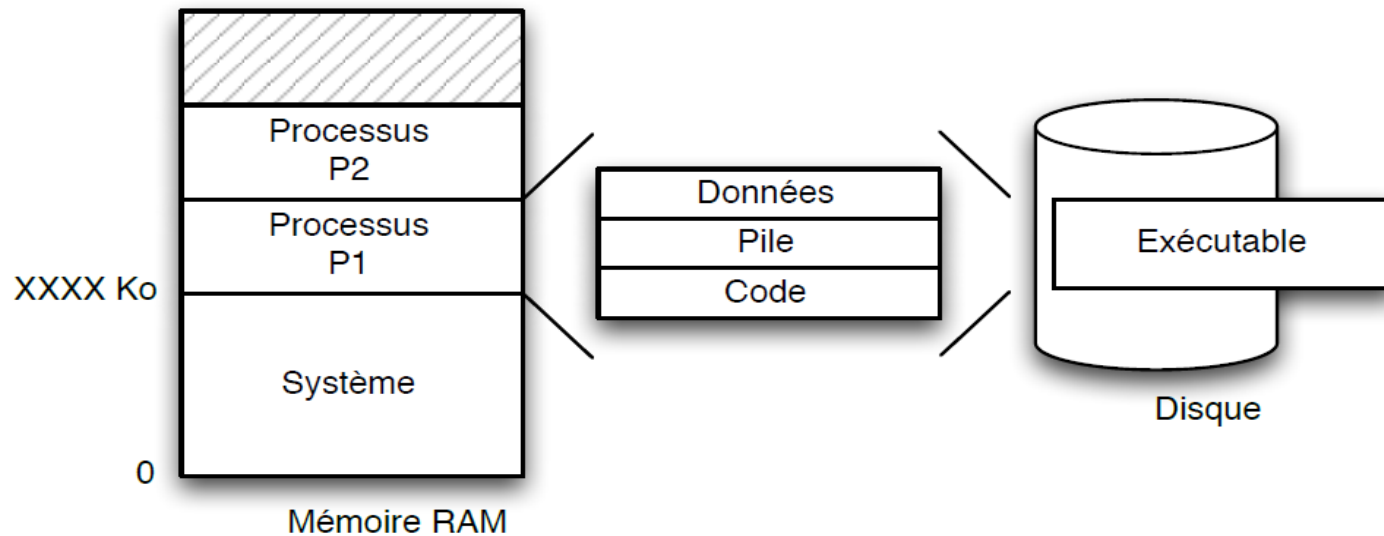 Processus
P2
Processus
P1
XXXX Ko
Système
0
Mémoire RAM
Données
Pile
Code
Exécutable
Disque